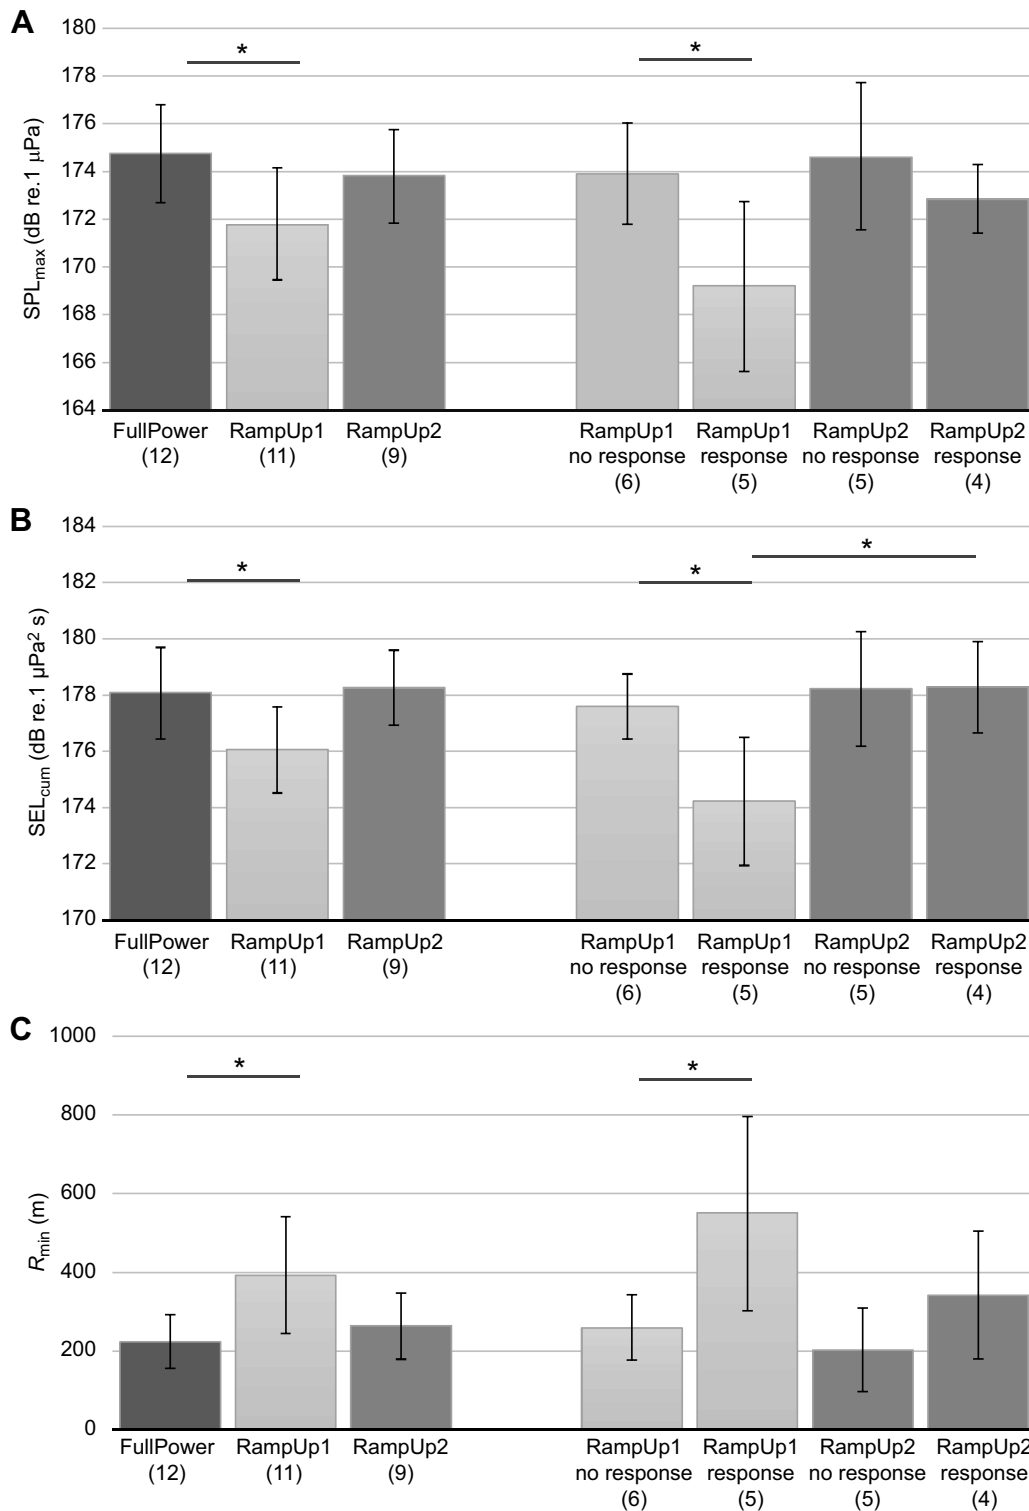 A
180
178
176
174
172
170
168
166
164
SPLmax (dB re.1 μPa)
*
*
FullPower
(12)
RampUp1
(11)
RampUp2
(9)
RampUp1
no response
(6)
RampUp1
response
(5)
RampUp2
no response
(5)
RampUp2
response
(4)
B
184
182
180
178
176
174
172
170
SELcum (dB re.1 μPa² s)
*
*
*
FullPower
(12)
RampUp1
(11)
RampUp2
(9)
RampUp1
no response
(6)
RampUp1
response
(5)
RampUp2
no response
(5)
RampUp2
response
(4)
C
1000
800
600
400
200
0
Rmin (m)
*
*
FullPower
(12)
RampUp1
(11)
RampUp2
(9)
RampUp1
no response
(6)
RampUp1
response
(5)
RampUp2
no response
(5)
RampUp2
response
(4)